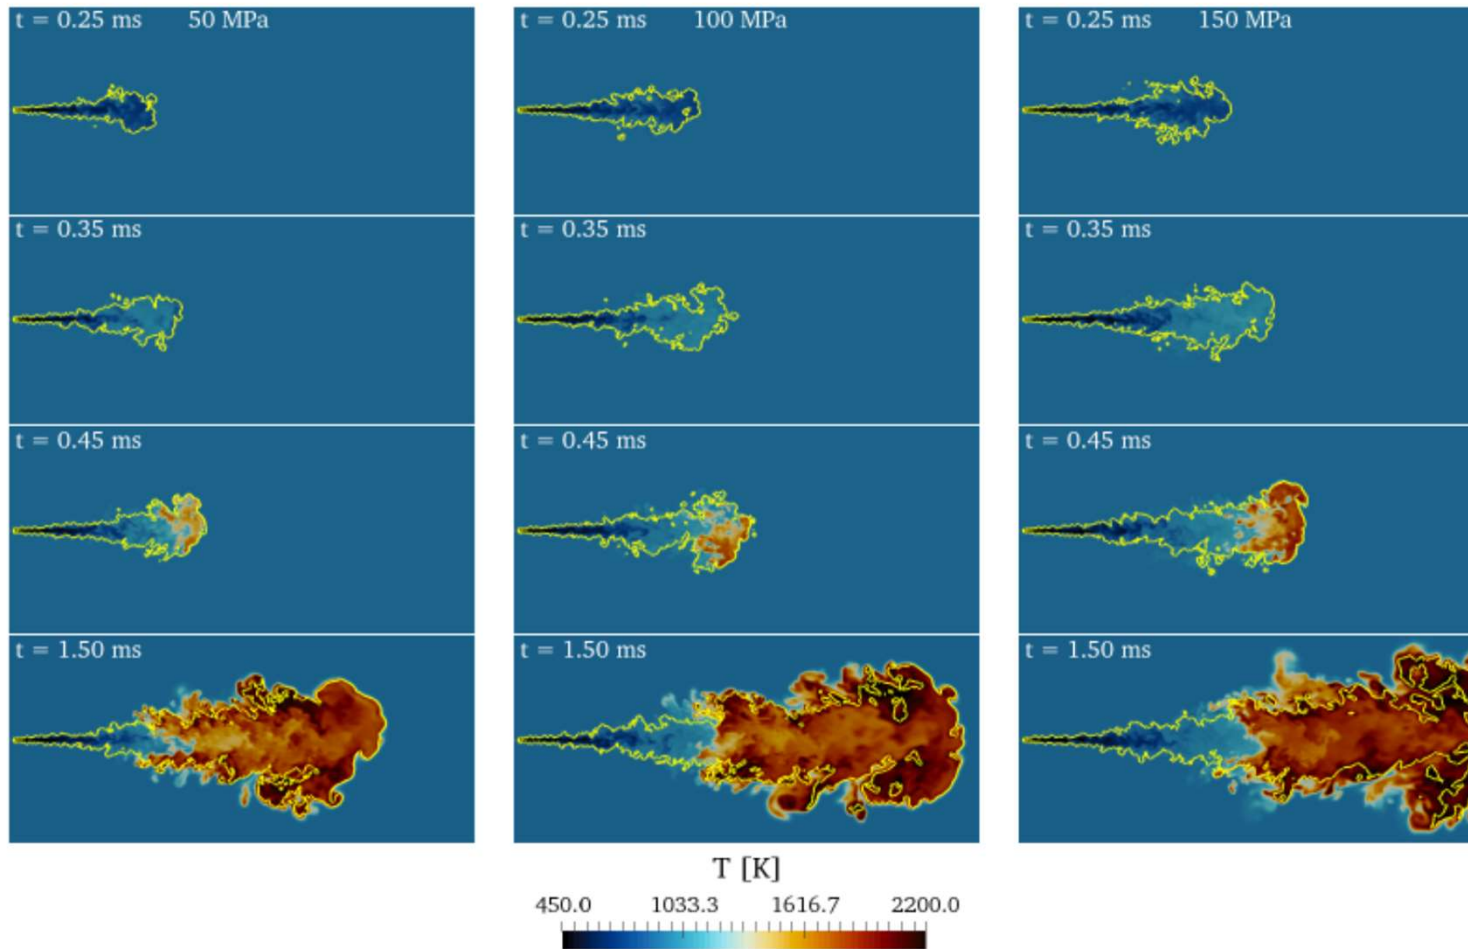 t = 0.25 ms 50 MPa
t = 0.25 ms 100 MPa
t = 0.25 ms 150 MPa
t = 0.35 ms
t = 0.35 ms
t = 0.35 ms
t = 0.45 ms
t = 0.45 ms
t = 0.45 ms
t = 1.50 ms
t = 1.50 ms
t = 1.50 ms
T [K]
450.0 1033.3 1616.7 2200.0